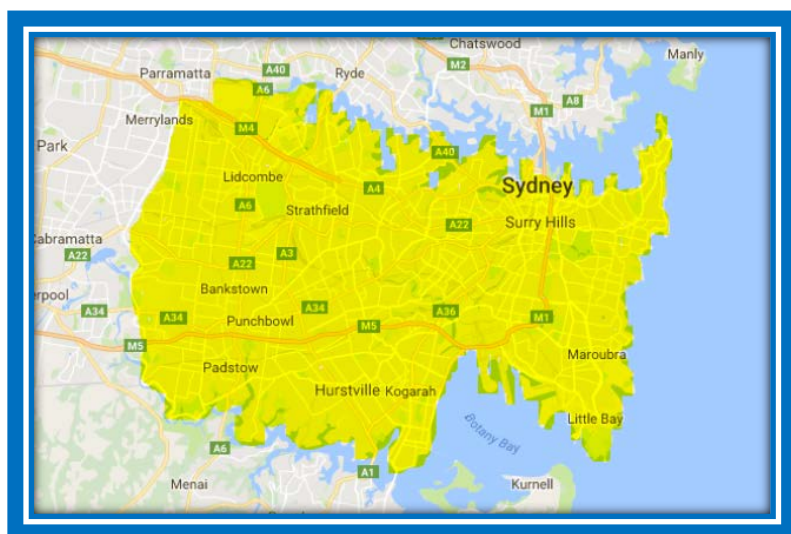 Chatswood
Manly
M2
Parramatta
A40
Ryde
A6
A8
M1
Merrylands
M4
Park
A40
Lidcombe
A4
Sydney
A6
Strathfield
Surry Hills
A22
Cabramatta
A3
A22
A22
Bankstown
erpool
A34
A34
A34
A36
Punchbowl
M5
M1
M5
Maroubra
Padstow
Hurstville
Kogarah
Little Bay
Botany Bay
A6
A1
Menai
Kurnell